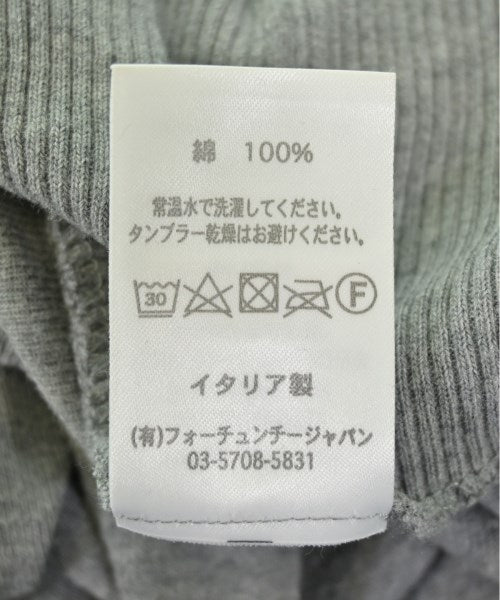 綿 100%
常温水で洗濯してください。
タンブラー乾燥はお避けください。
30 F
イタリア製
(有)フォーチュンチージャパン
03-5708-5831